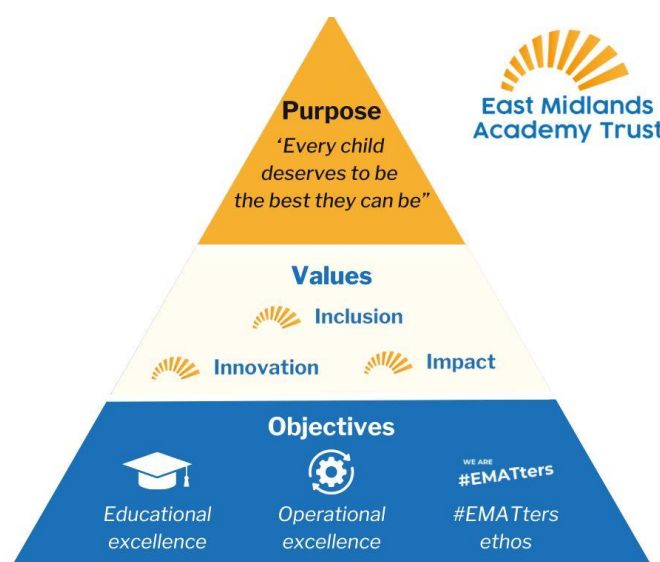 East Midlands
Academy Trust
Purpose
‘Every child
deserves to be
the best they can be”
Values
Inclusion
Innovation
Impact
Objectives
WE ARE
#EMATters
Educational
excellence
Operational
excellence
#EMATters
ethos